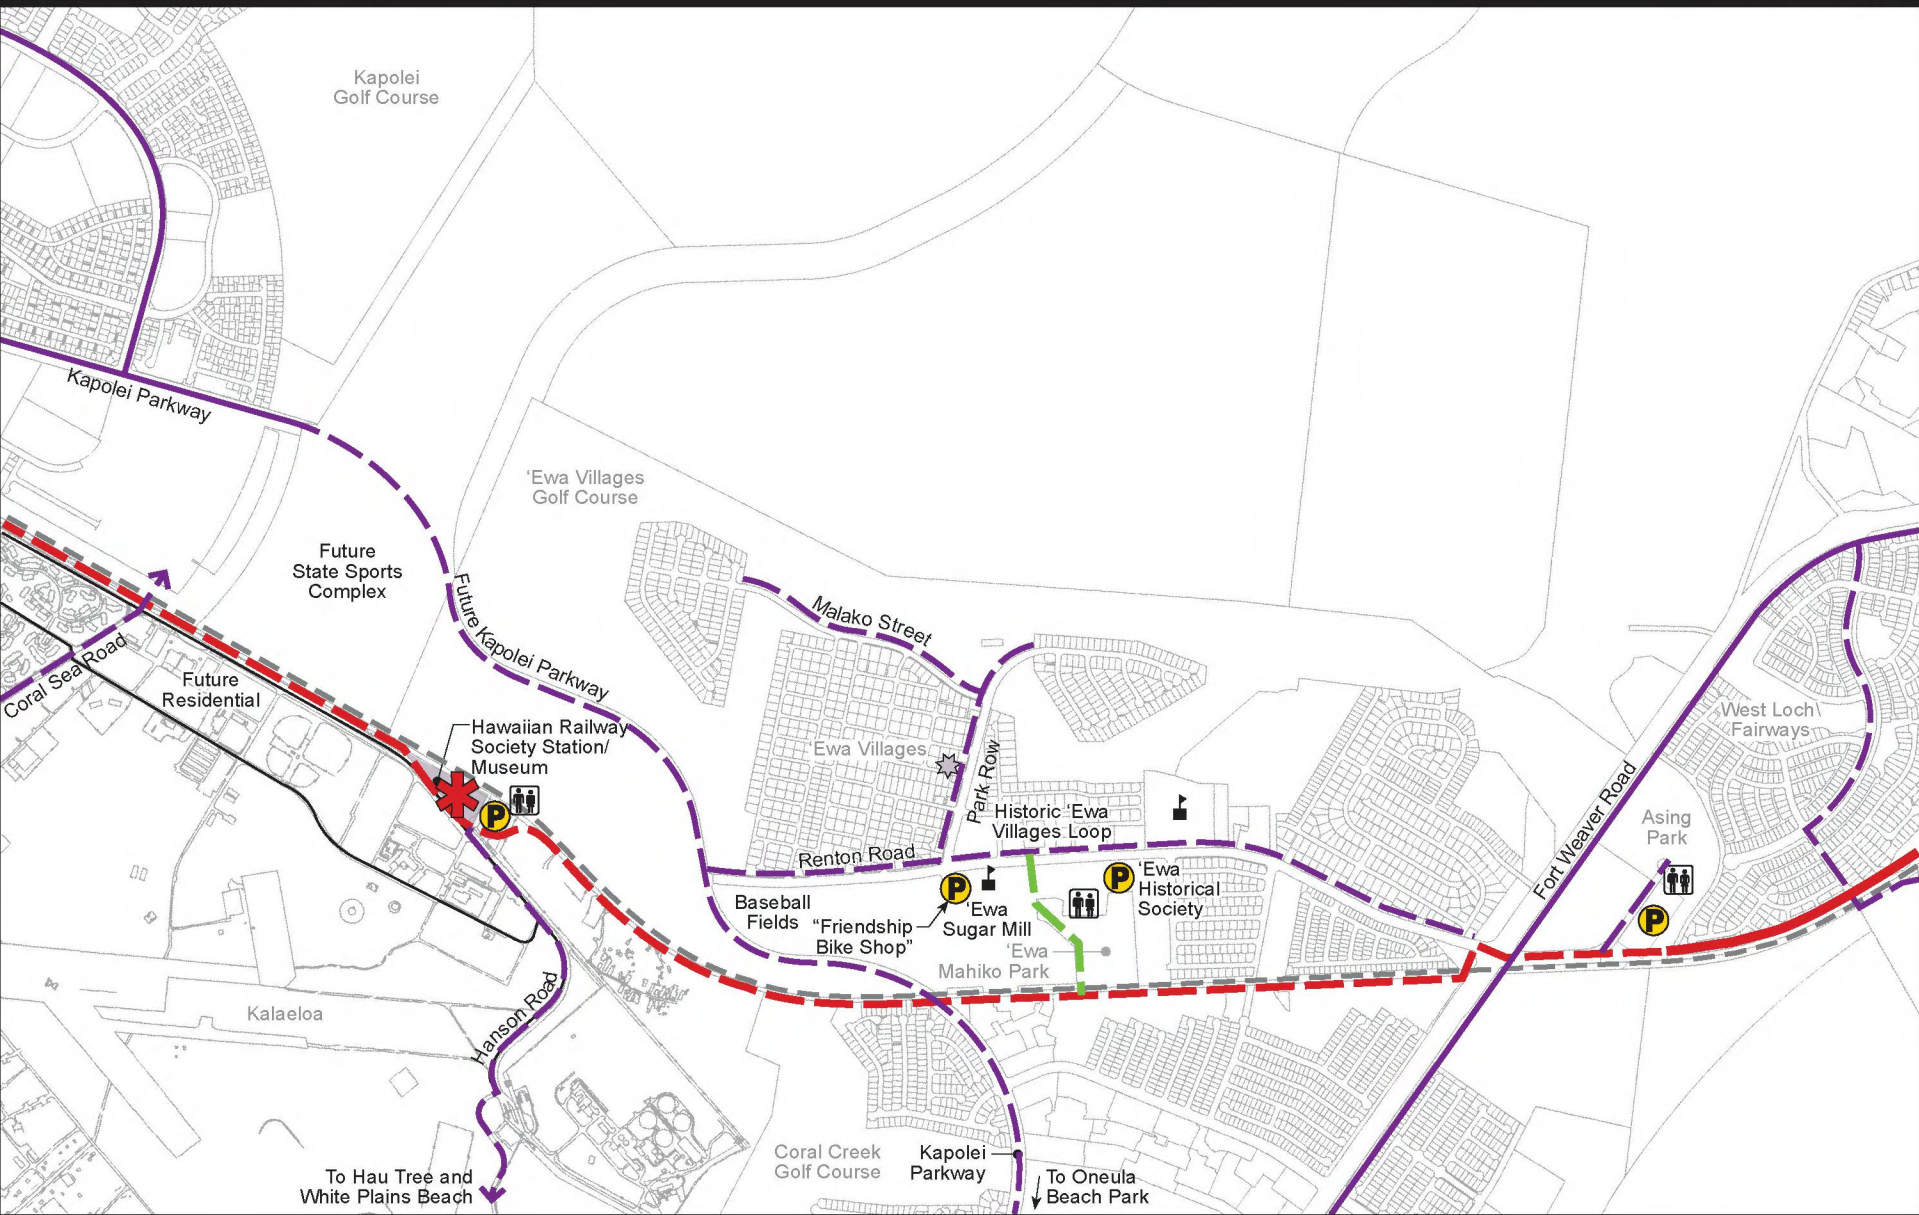 Kapolei
Golf Course
Kapolei Parkway
‘Ewa Villages
Golf Course
Future
State Sports
Complex
Future Kapolei Parkway
Malako Street
Coral Sea Road
Future
Residential
Hawaiian Railway
Society Station/
Museum
P
‘Ewa Villages
Park Row
Historic ‘Ewa
Villages Loop
Renton Road
West Loch\
Fairways
Fort Weaver Road
Asing
Park
P
Baseball
Fields
“Friendship
Bike Shop”
P
‘Ewa
Sugar Mill
P
‘Ewa
Historical
Society
‘Ewa
Mahiko Park
Kalaeloa
Hanson Road
To Hau Tree and
White Plains Beach
Coral Creek
Golf Course
Kapolei
Parkway
To Oneula
Beach Park